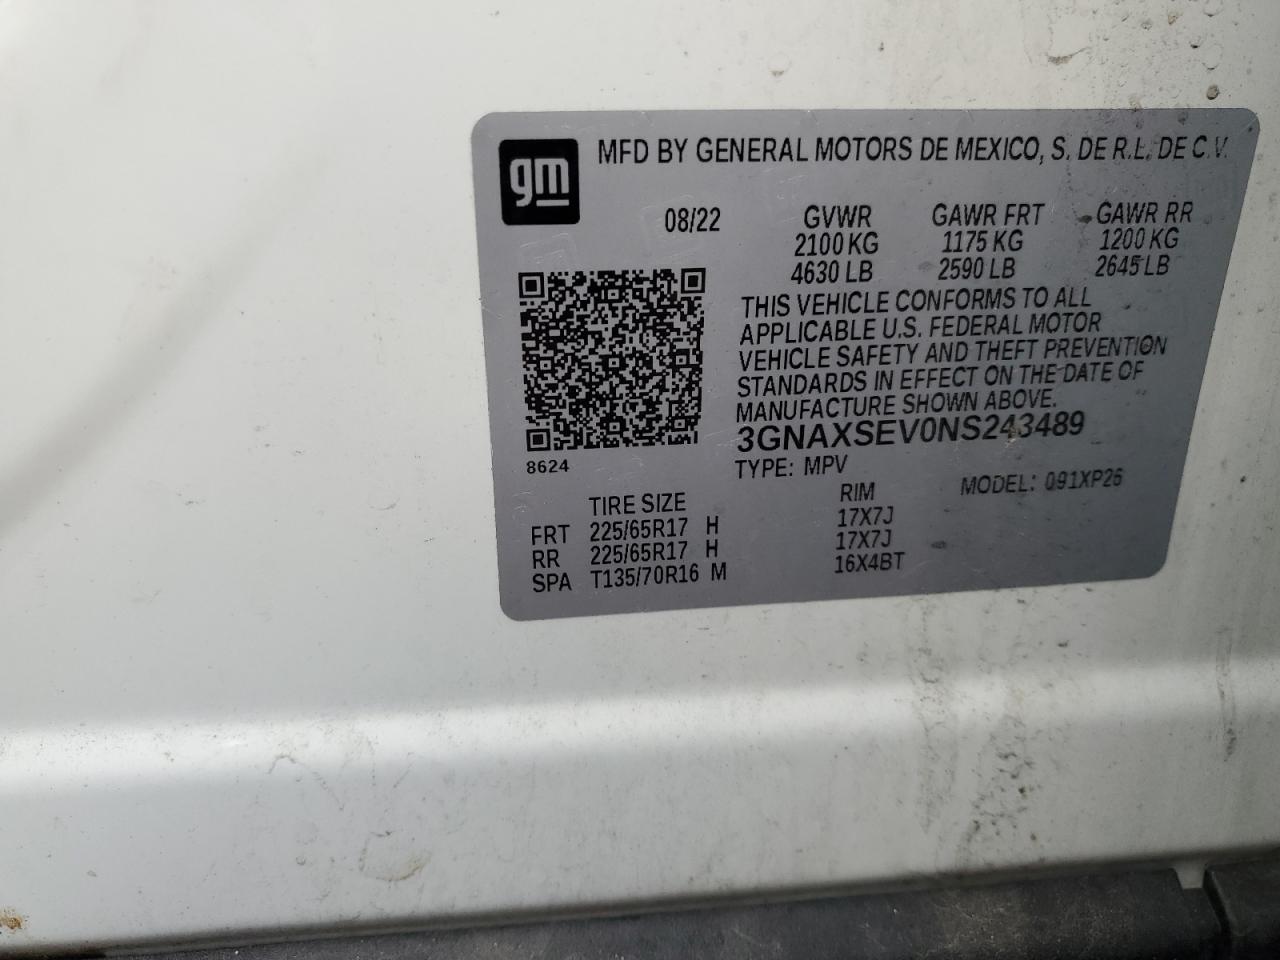 gm
MFD BY GENERAL MOTORS DE MEXICO, S. DE R.L. DE C.V.
08/22 GVWR GAWR FRT GAWR RR
2100 KG 1175 KG 1200 KG
4630 LB 2590 LB 2645 LB
THIS VEHICLE CONFORMS TO ALL
APPLICABLE U.S. FEDERAL MOTOR
VEHICLE SAFETY AND THEFT PREVENTION
STANDARDS IN EFFECT ON THE DATE OF
MANUFACTURE SHOWN ABOVE.
3GNAXSEV0NS243489
8624
TYPE: MPV MODEL: 091XP26
TIRE SIZE RIM
FRT 225/65R17 H 17X7J
RR 225/65R17 H 17X7J
SPA T135/70R16 M 16X4BT